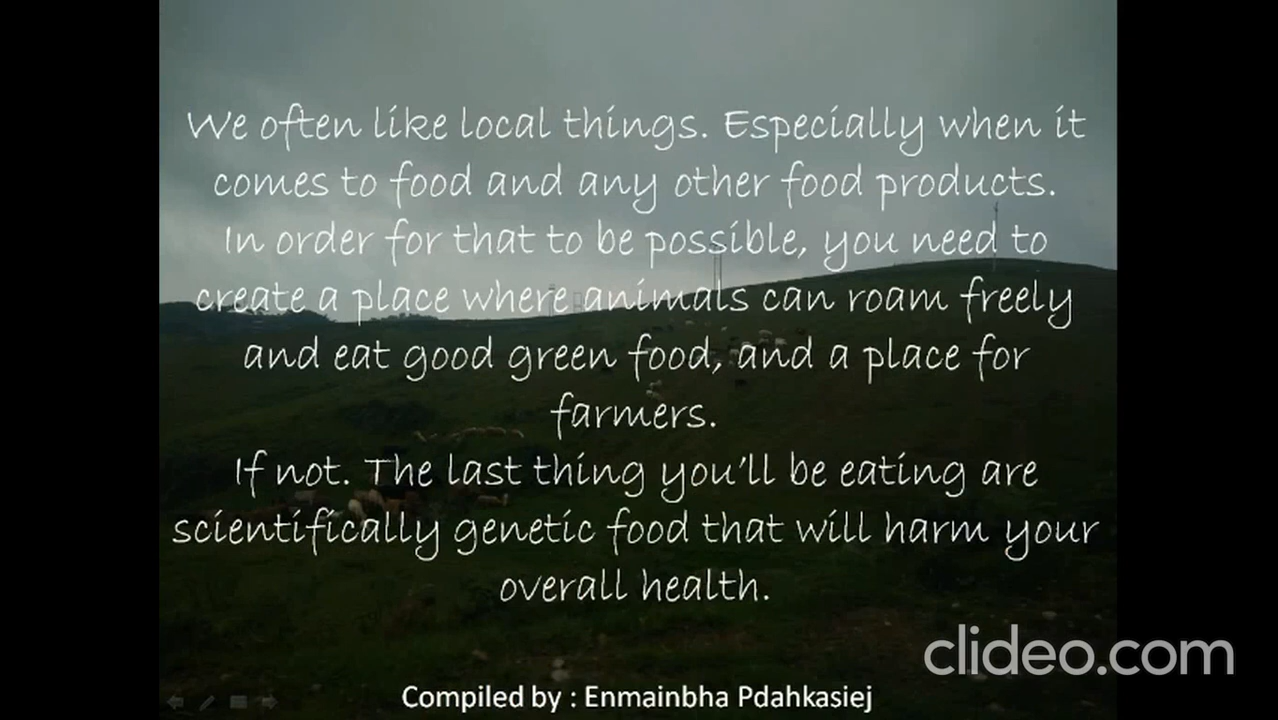 We often like local things. Especially when it
comes to food and any other food products.
In order for that to be possible, you need to
create a place where animals can roam freely
and eat good green food, and a place for
farmers.
If not. The last thing you'll be eating are
scientifically genetic food that will harm your
overall health.
clideo.com
Compiled by : Enmainbha Pdahkasiej